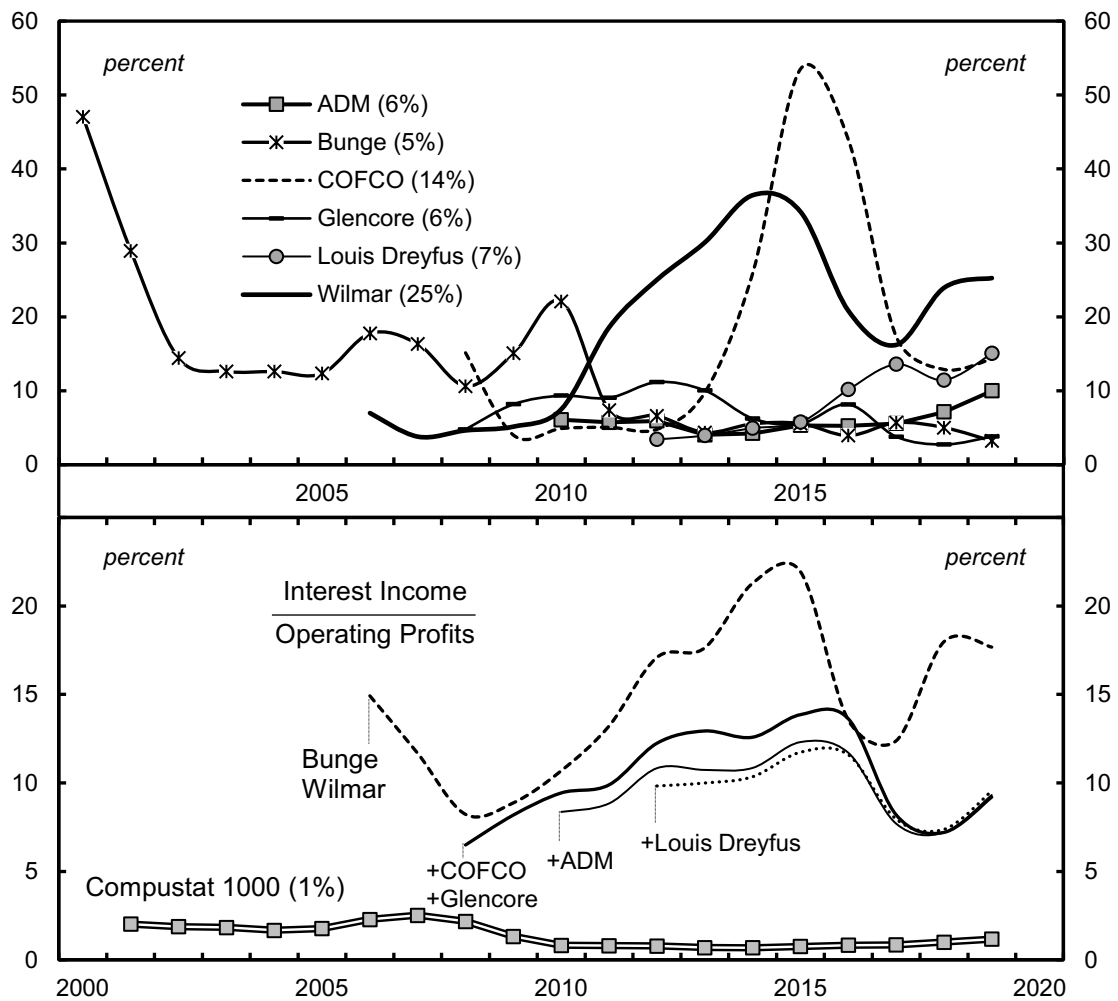 60
60
percent
percent
50
50
ADM (6%)
Bunge (5%)
40
40
COFCO (14%)
Glencore (6%)
30
30
Louis Dreyfus (7%)
Wilmar (25%)
20
20
10
10
0
0
2005
2010
2015
percent
percent
Interest Income
Operating Profits
20
20
15
15
Bunge
Wilmar
10
10
+Louis Dreyfus
+ADM
+COFCO
+Glencore
5
5
Compustat 1000 (1%)
0
0
2000
2005
2010
2015
2020